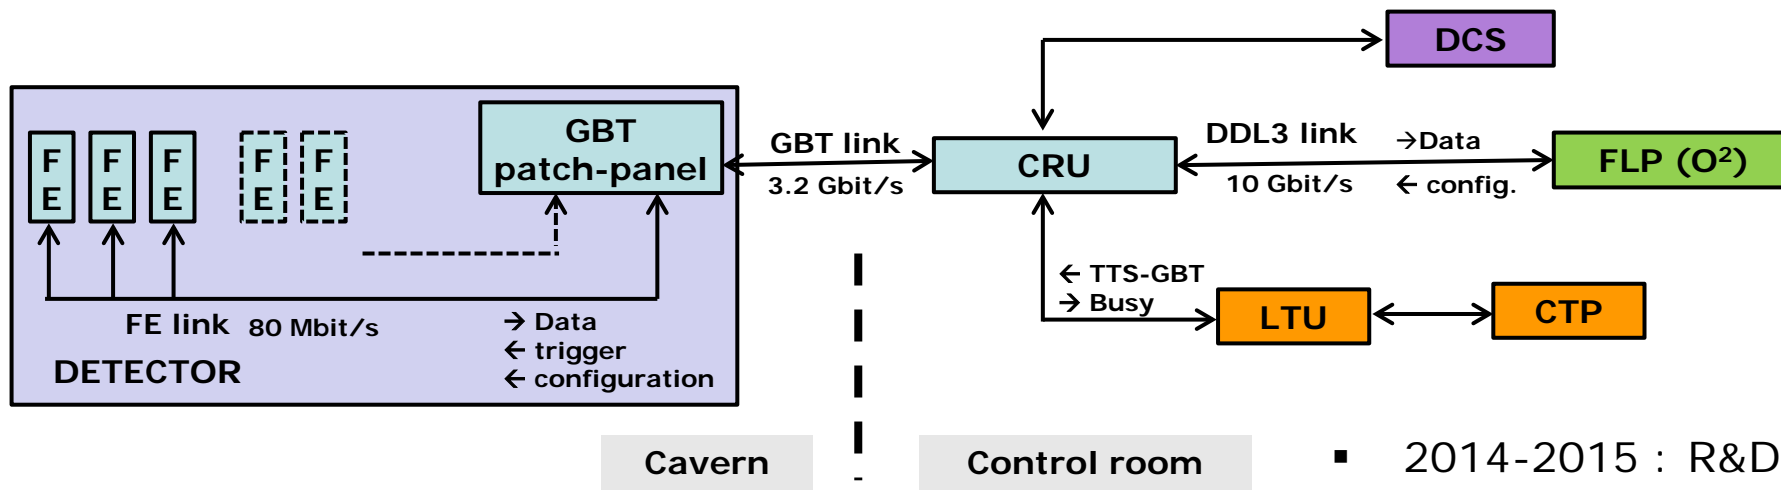 DCS
F
E
F
E
F
E
F
E
F
E
GBT
patch-panel
GBT link
3.2 Gbit/s
CRU
DDL3 link
10 Gbit/s
→Data
← config.
FLP (O²)
← TTS-GBT
→ Busy
LTU
CTP
FE link 80 Mbit/s
→ Data
← trigger
← configuration
DETECTOR
Cavern
Control room
▪ 2014-2015 : R&D